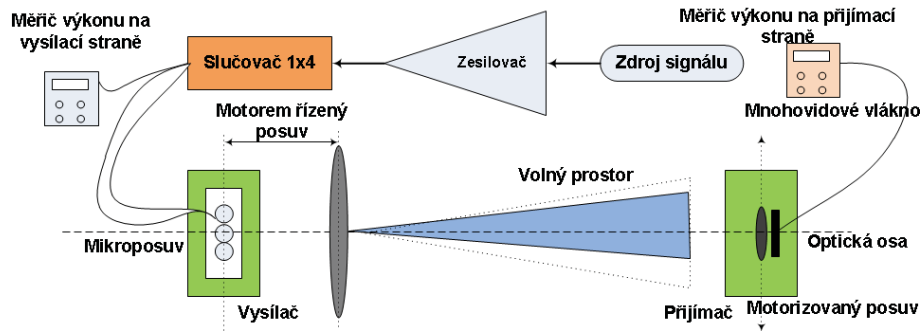 Měřič výkonu na
vysílací straně
Slučovač 1x4
Zesilovač
Zdroj signálu
Měřič výkonu na přijímací
straně
Mnohovidové vlákno
Motorem řízený
posuv
Volný prostor
Mikroposuv
Optická osa
Vysílač
Přijímač
Motorizovaný posuv